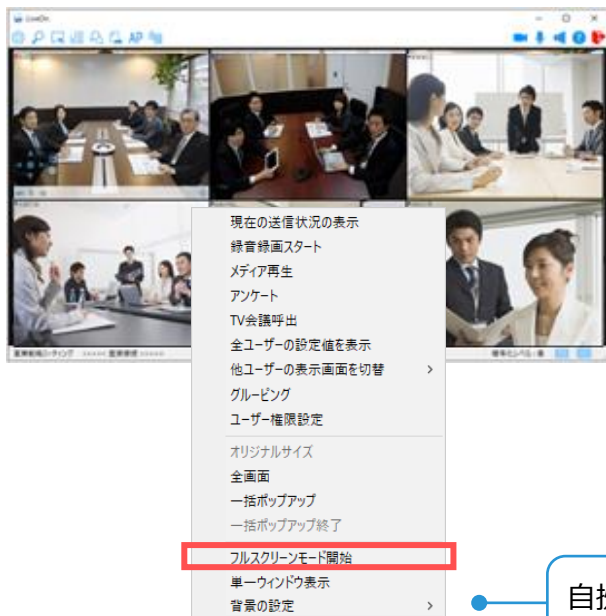 LiveOn
AP
現在の送信状況の表示
録音録画スタート
メディア再生
アンケート
TV会議呼出
全ユーザーの設定値を表示
他ユーザーの表示画面を切替
グルーピング
ユーザー権限設定
オリジナルサイズ
全画面
一括ポップアップ
一括ポップアップ終了
フルスクリーンモード開始
単一ウィンドウ表示
背景の設定